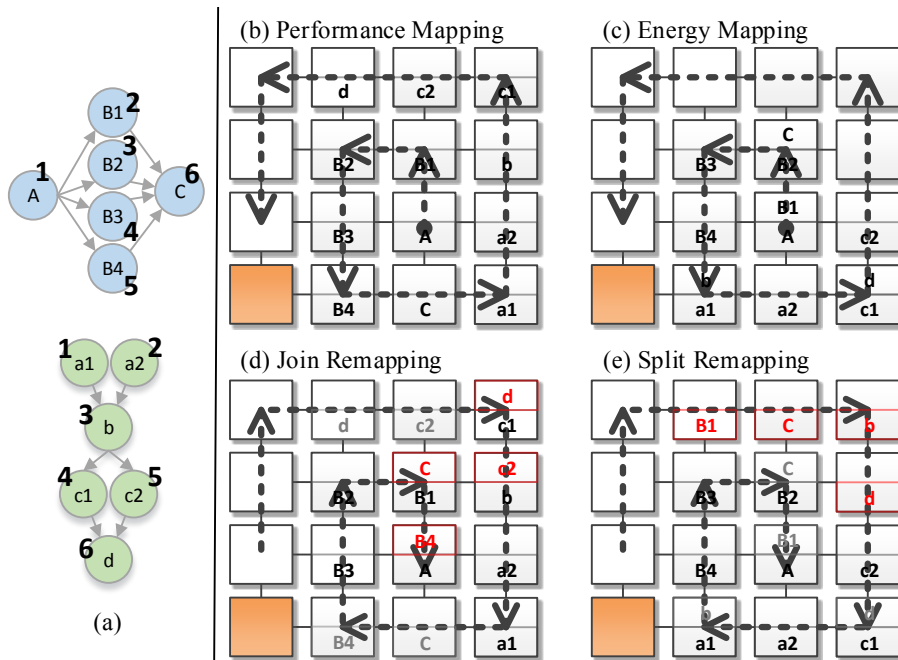 (b) Performance Mapping
(c) Energy Mapping
2
B1
3
B2
1
A
6
C
B3
4
B4
5
1
a1
2
a2
3
b
4
c1
5
c2
6
d
(a)
d c2 c1
B2 B1 b
B3 A a2
B4 C a1
C
B3 B2
B1
B4 A c2
b d
a1 a2 c1
(d) Join Remapping
(e) Split Remapping
d
d c2 c1
C c2
B2 B1 b
B4
B3 A a2
B4 C a1
B1 C b
C
B3 B2 d
B1
B4 A c2
b d
a1 a2 c1